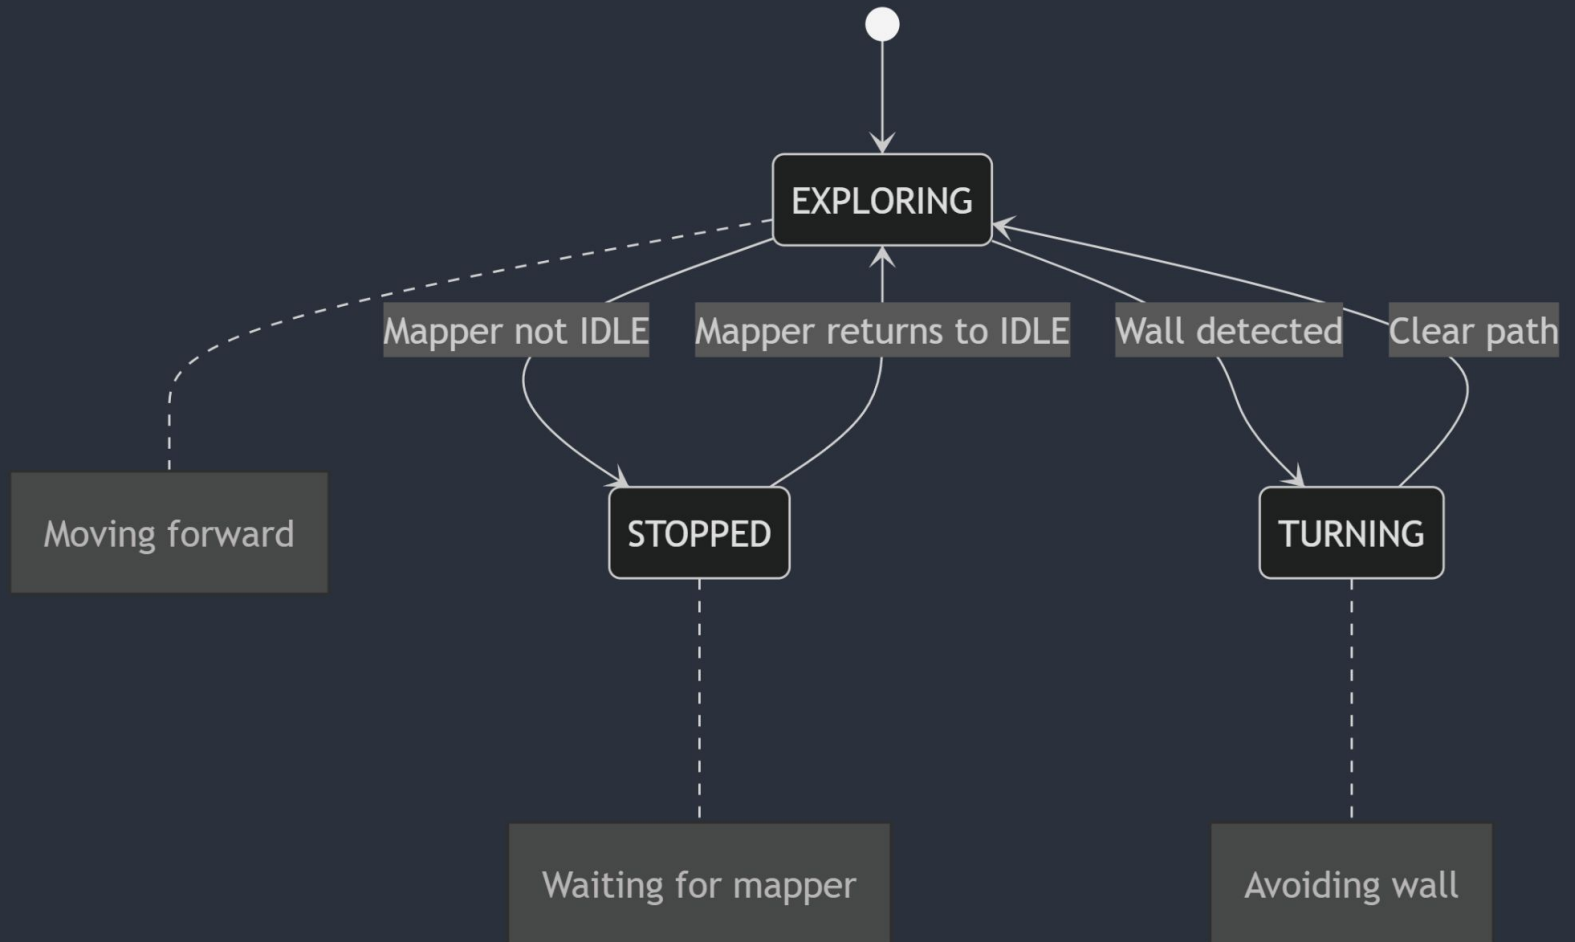 EXPLORING
Mapper not IDLE
Mapper returns to IDLE
Wall detected
Clear path
Moving forward
STOPPED
TURNING
Waiting for mapper
Avoiding wall